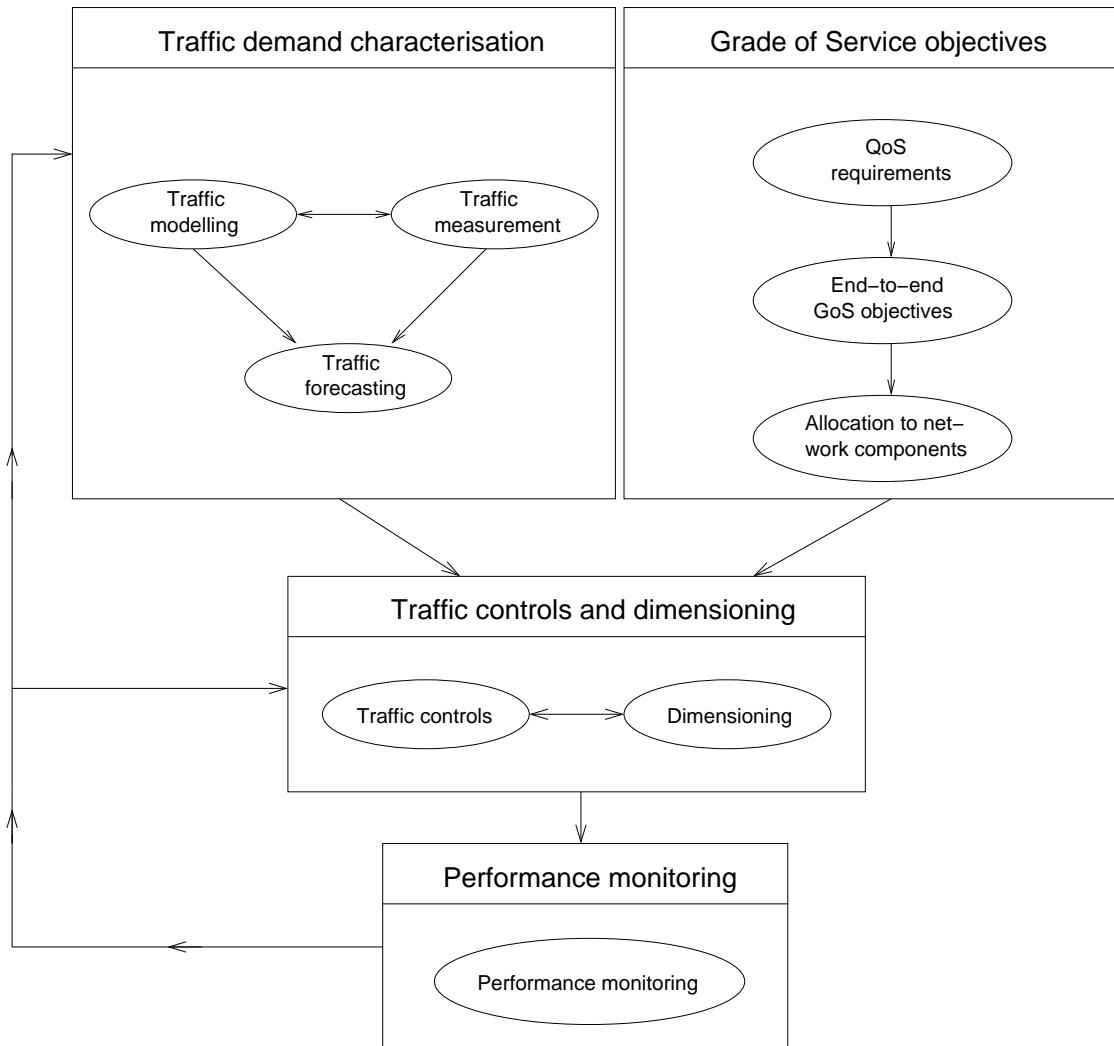 Traffic demand characterisation
Grade of Service objectives
Traffic
modelling
Traffic
measurement
Traffic
forecasting
QoS
requirements
End−to−end
GoS objectives
Allocation to net−
work components
Traffic controls and dimensioning
Traffic controls
Dimensioning
Performance monitoring
Performance monitoring